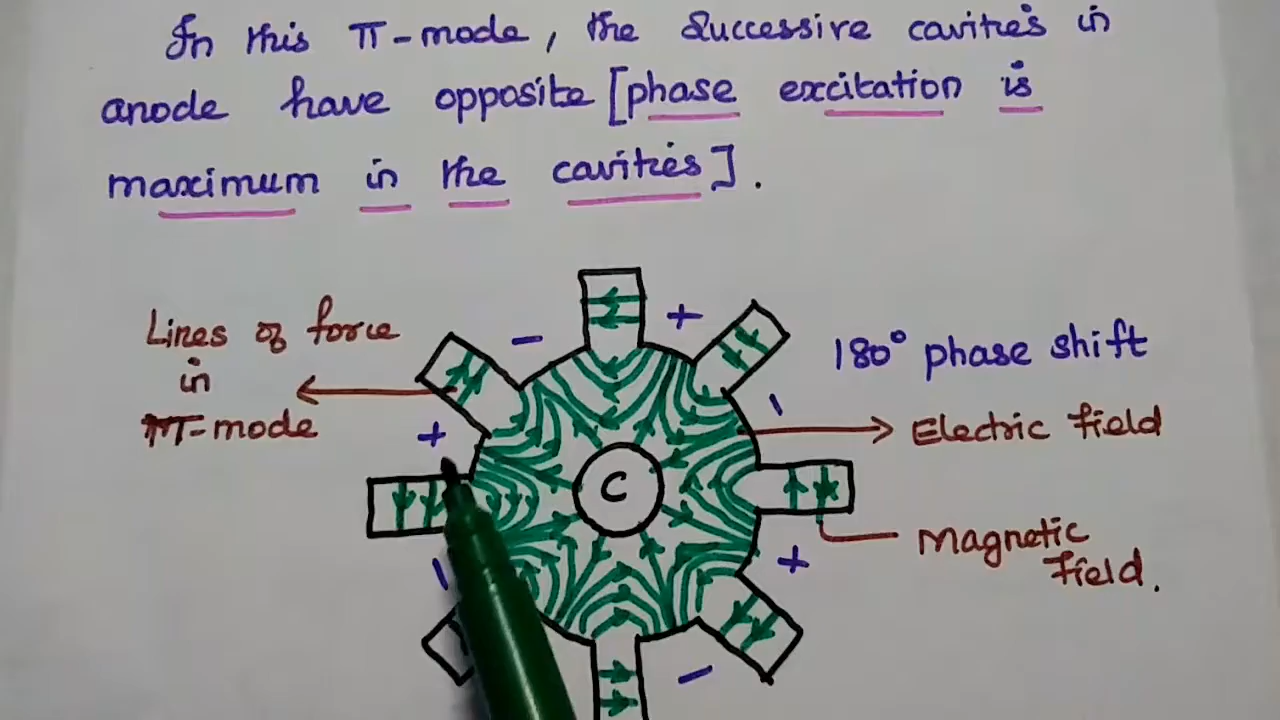 In this π-mode, the successive cavities in
anode have opposite [phase excitation is
maximum in the cavities].
Lines of force
in
π-mode
180° phase shift
Electric field
Magnetic
field.
C
+
-
+
-
+
-
-